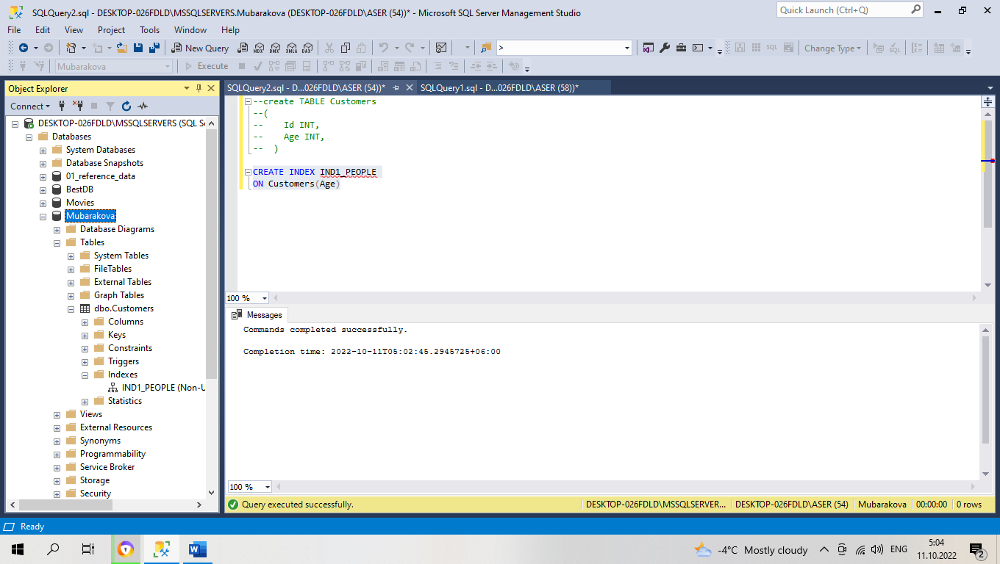 SQLQuery2.sql - DESKTOP-026FDLD\MSSQLSERVERS.Mubarakova (DESKTOP-026FDLD\ASER (54))* - Microsoft SQL Server Management Studio
Quick Launch (Ctrl+Q)
File Edit View Project Tools Window Help
New Query MDX DMX XMLA DAX > SQL Change Type
Mubarakova Execute
Object Explorer
Connect
DESKTOP-026FDLD\MSSQLSERVERS (SQL S
Databases
System Databases
Database Snapshots
01_reference_data
BestDB
Movies
Mubarakova
Database Diagrams
Tables
System Tables
FileTables
External Tables
Graph Tables
dbo.Customers
Columns
Keys
Constraints
Triggers
Indexes
IND1_PEOPLE (Non-U
Statistics
Views
External Resources
Synonyms
Programmability
Service Broker
Storage
Security
SQLQuery2.sql - D...026FDLD\ASER (54))* SQLQuery1.sql - D...026FDLD\ASER (58))*
--create TABLE Customers
--(
-- Id INT,
-- Age INT,
-- )
CREATE INDEX IND1_PEOPLE
ON Customers(Age)
100 %
Messages
Commands completed successfully.
Completion time: 2022-10-11T05:02:45.2945725+06:00
100 %
Query executed successfully. DESKTOP-026FDLD\MSSQLSERVER... DESKTOP-026FDLD\ASER (54) Mubarakova 00:00:00 0 rows
Ready
-4°C Mostly cloudy ENG 5:04
11.10.2022
2